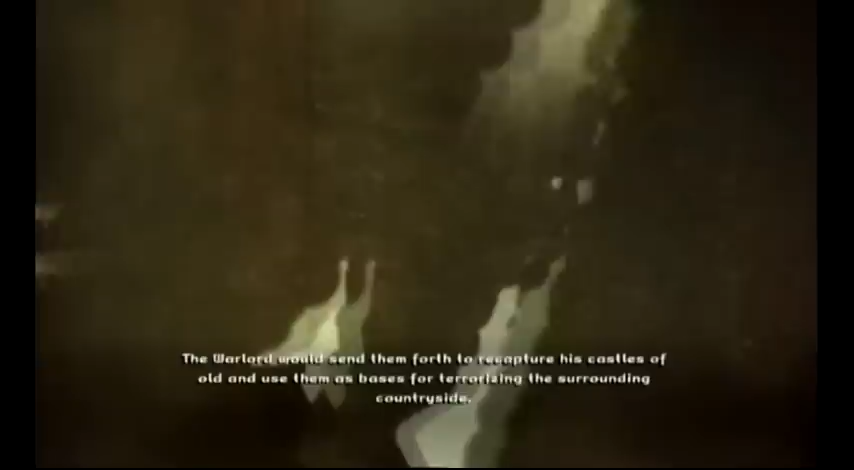 The Warlord would send them forth to recapture his castles of
old and use them as bases for terrorizing the surrounding
countryside.